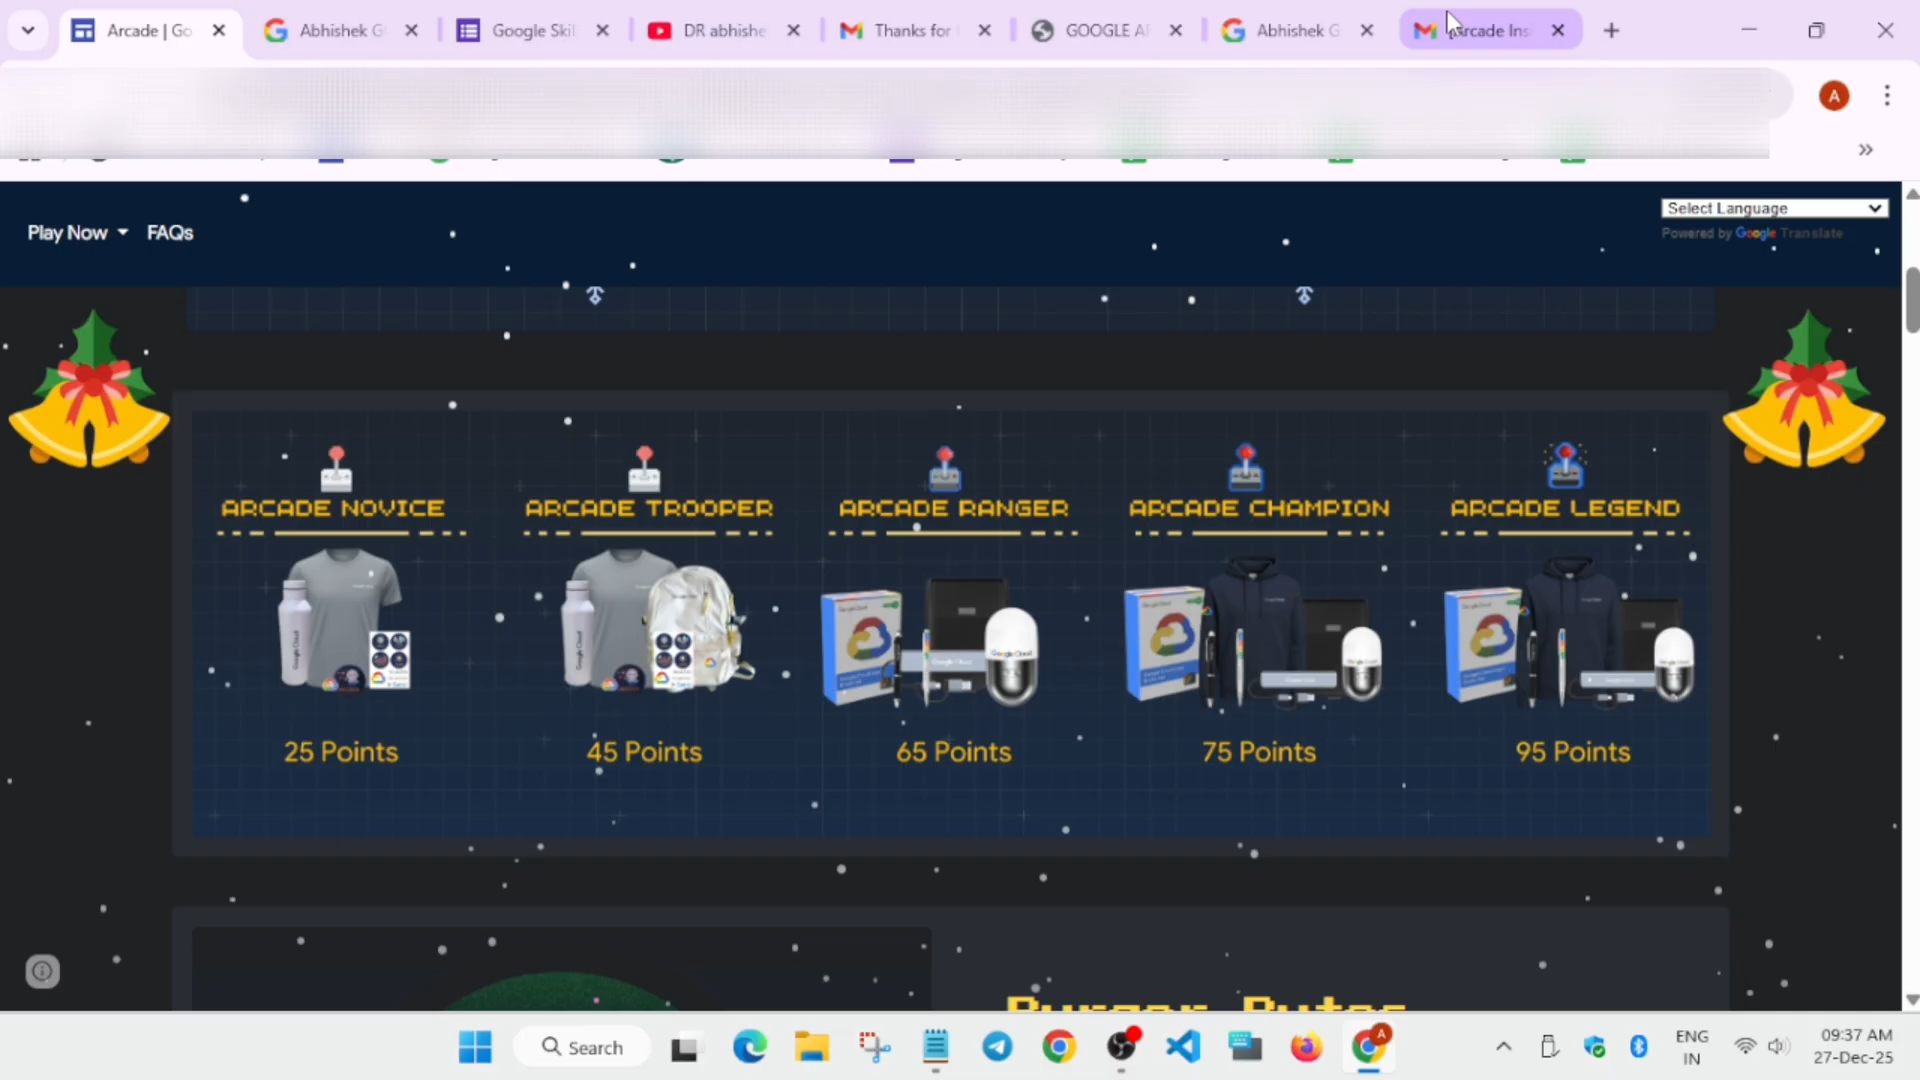 Arcade | Go
Abhishek G
Google Skil
DR abhishe
Thanks for
GOOGLE A
Abhishek G
Arcade Ins
A
Play Now
FAQs
Select Language
Powered by Google Translate
ARCADE NOVICE
ARCADE TROOPER
ARCADE RANGER
ARCADE CHAMPION
ARCADE LEGEND
25 Points
45 Points
65 Points
75 Points
95 Points
Search
A
ENG
IN
09:37 AM
27-Dec-25